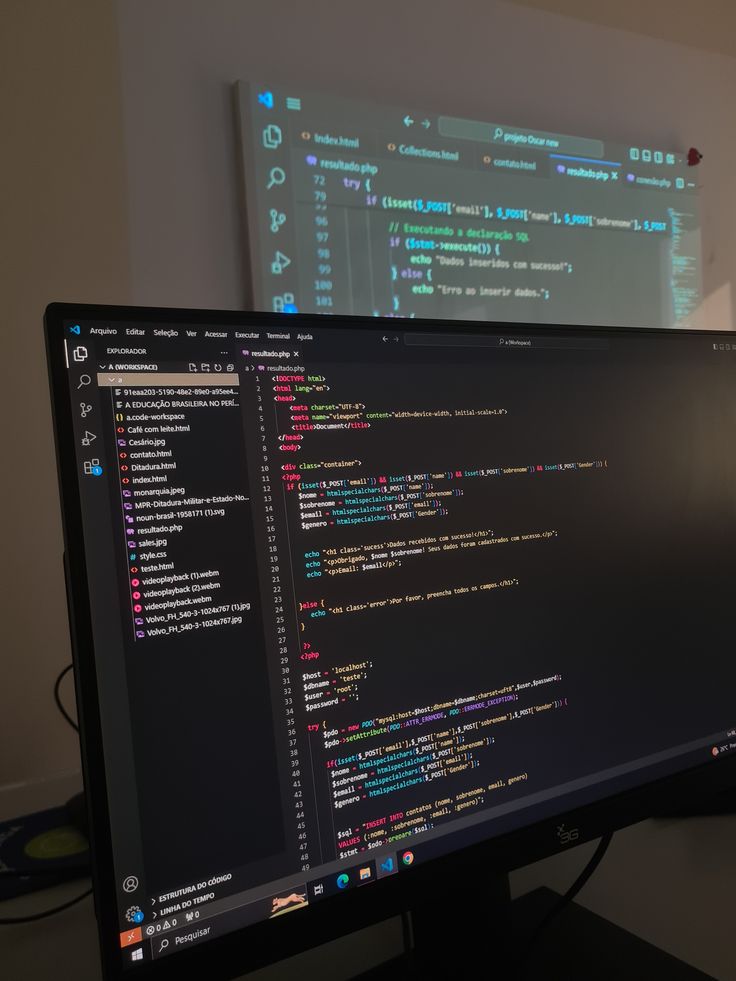 projeto Oscar new
Index.html
Collections.html
contato.html
resultado.php
conexão.php
resultado.php
72 try {
79 if (isset($_POST['email'], $_POST['name'], $_POST['sobrenome'], $_POST
96 // Executando a declaração SQL
97 if ($stmt->execute()) {
98 echo "Dados inseridos com sucesso!";
99 } else {
100 echo "Erro ao inserir dados.";
101 }
Arquivo Editar Seleção Ver Acessar Executar Terminal Ajuda
a (Workspace)
EXPLORADOR
resultado.php
A (WORKSPACE)
a
91eaa203-5190-48e2-89e0-a95ee4...
A EDUCAÇÃO BRASILEIRA NO PERÍ...
a.code-workspace
Café com leite.html
Cesário.jpg
contato.html
Ditadura.html
index.html
monarquia.jpeg
MPR-Ditadura-Militar-e-Estado-No...
noun-brasil-1958171 (1).svg
resultado.php
sales.jpg
style.css
teste.html
videoplayback (1).webm
videoplayback (2).webm
videoplayback.webm
Volvo_FH_540-3-1024x767 (1).jpg
Volvo_FH_540-3-1024x767.jpg
ESTRUTURA DO CÓDIGO
LINHA DO TEMPO
a > resultado.php
1 <!DOCTYPE html>
2 <html lang="en">
3 <head>
4 <meta charset="UTF-8">
5 <meta name="viewport" content="width=device-width, initial-scale=1.0">
6 <title>Document</title>
7 </head>
8 <body>
9
10 <div class="container">
11 <?php
12 if (isset($_POST['email']) && isset($_POST['name']) && isset($_POST['sobrenome']) && isset($_POST['Gender'])) {
13 $nome = htmlspecialchars($_POST['name']);
14 $sobrenome = htmlspecialchars($_POST['sobrenome']);
15 $email = htmlspecialchars($_POST['email']);
16 $genero = htmlspecialchars($_POST['Gender']);
17
18
19 echo "<h1 class='sucess'>Dados recebidos com sucesso!</h1>";
20 echo "<p>Obrigado, $nome $sobrenome! Seus dados foram cadastrados com sucesso.</p>";
21 echo "<p>Email: $email</p>";
22
23
24 }else {
25 echo "<h1 class='error'>Por favor, preencha todos os campos.</h1>";
26 }
27
28 ?>
29 <?php
30
31 $host = 'localhost';
32 $dbname = 'teste';
33 $user = 'root';
34 $password = '';
35
36 try {
37 $pdo = new PDO("mysql:host=$host;dbname=$dbname;charset=uft8",$user,$password);
38 $pdo->setAttribute(PDO::ATTR_ERRMODE, PDO::ERRMODE_EXCEPTION);
39
40 if(isset($_POST['email'],$_POST['name'],$_POST['sobrenome'],$_POST['Gender'])) {
41 $nome = htmlspecialchars($_POST['name']);
42 $sobrenome = htmlspecialchars($_POST['sobrenome']);
43 $email = htmlspecialchars($_POST['email']);
44 $genero = htmlspecialchars($_POST['Gender']);
45
46
47 $sql = "INSERT INTO contatos (nome, sobrenome, email, genero)
48 VALUES (:nome, :sobrenome, :email, :genero)";
49 $stmt = $pdo->prepare($sql);
0 0 0
Pesquisar
3G